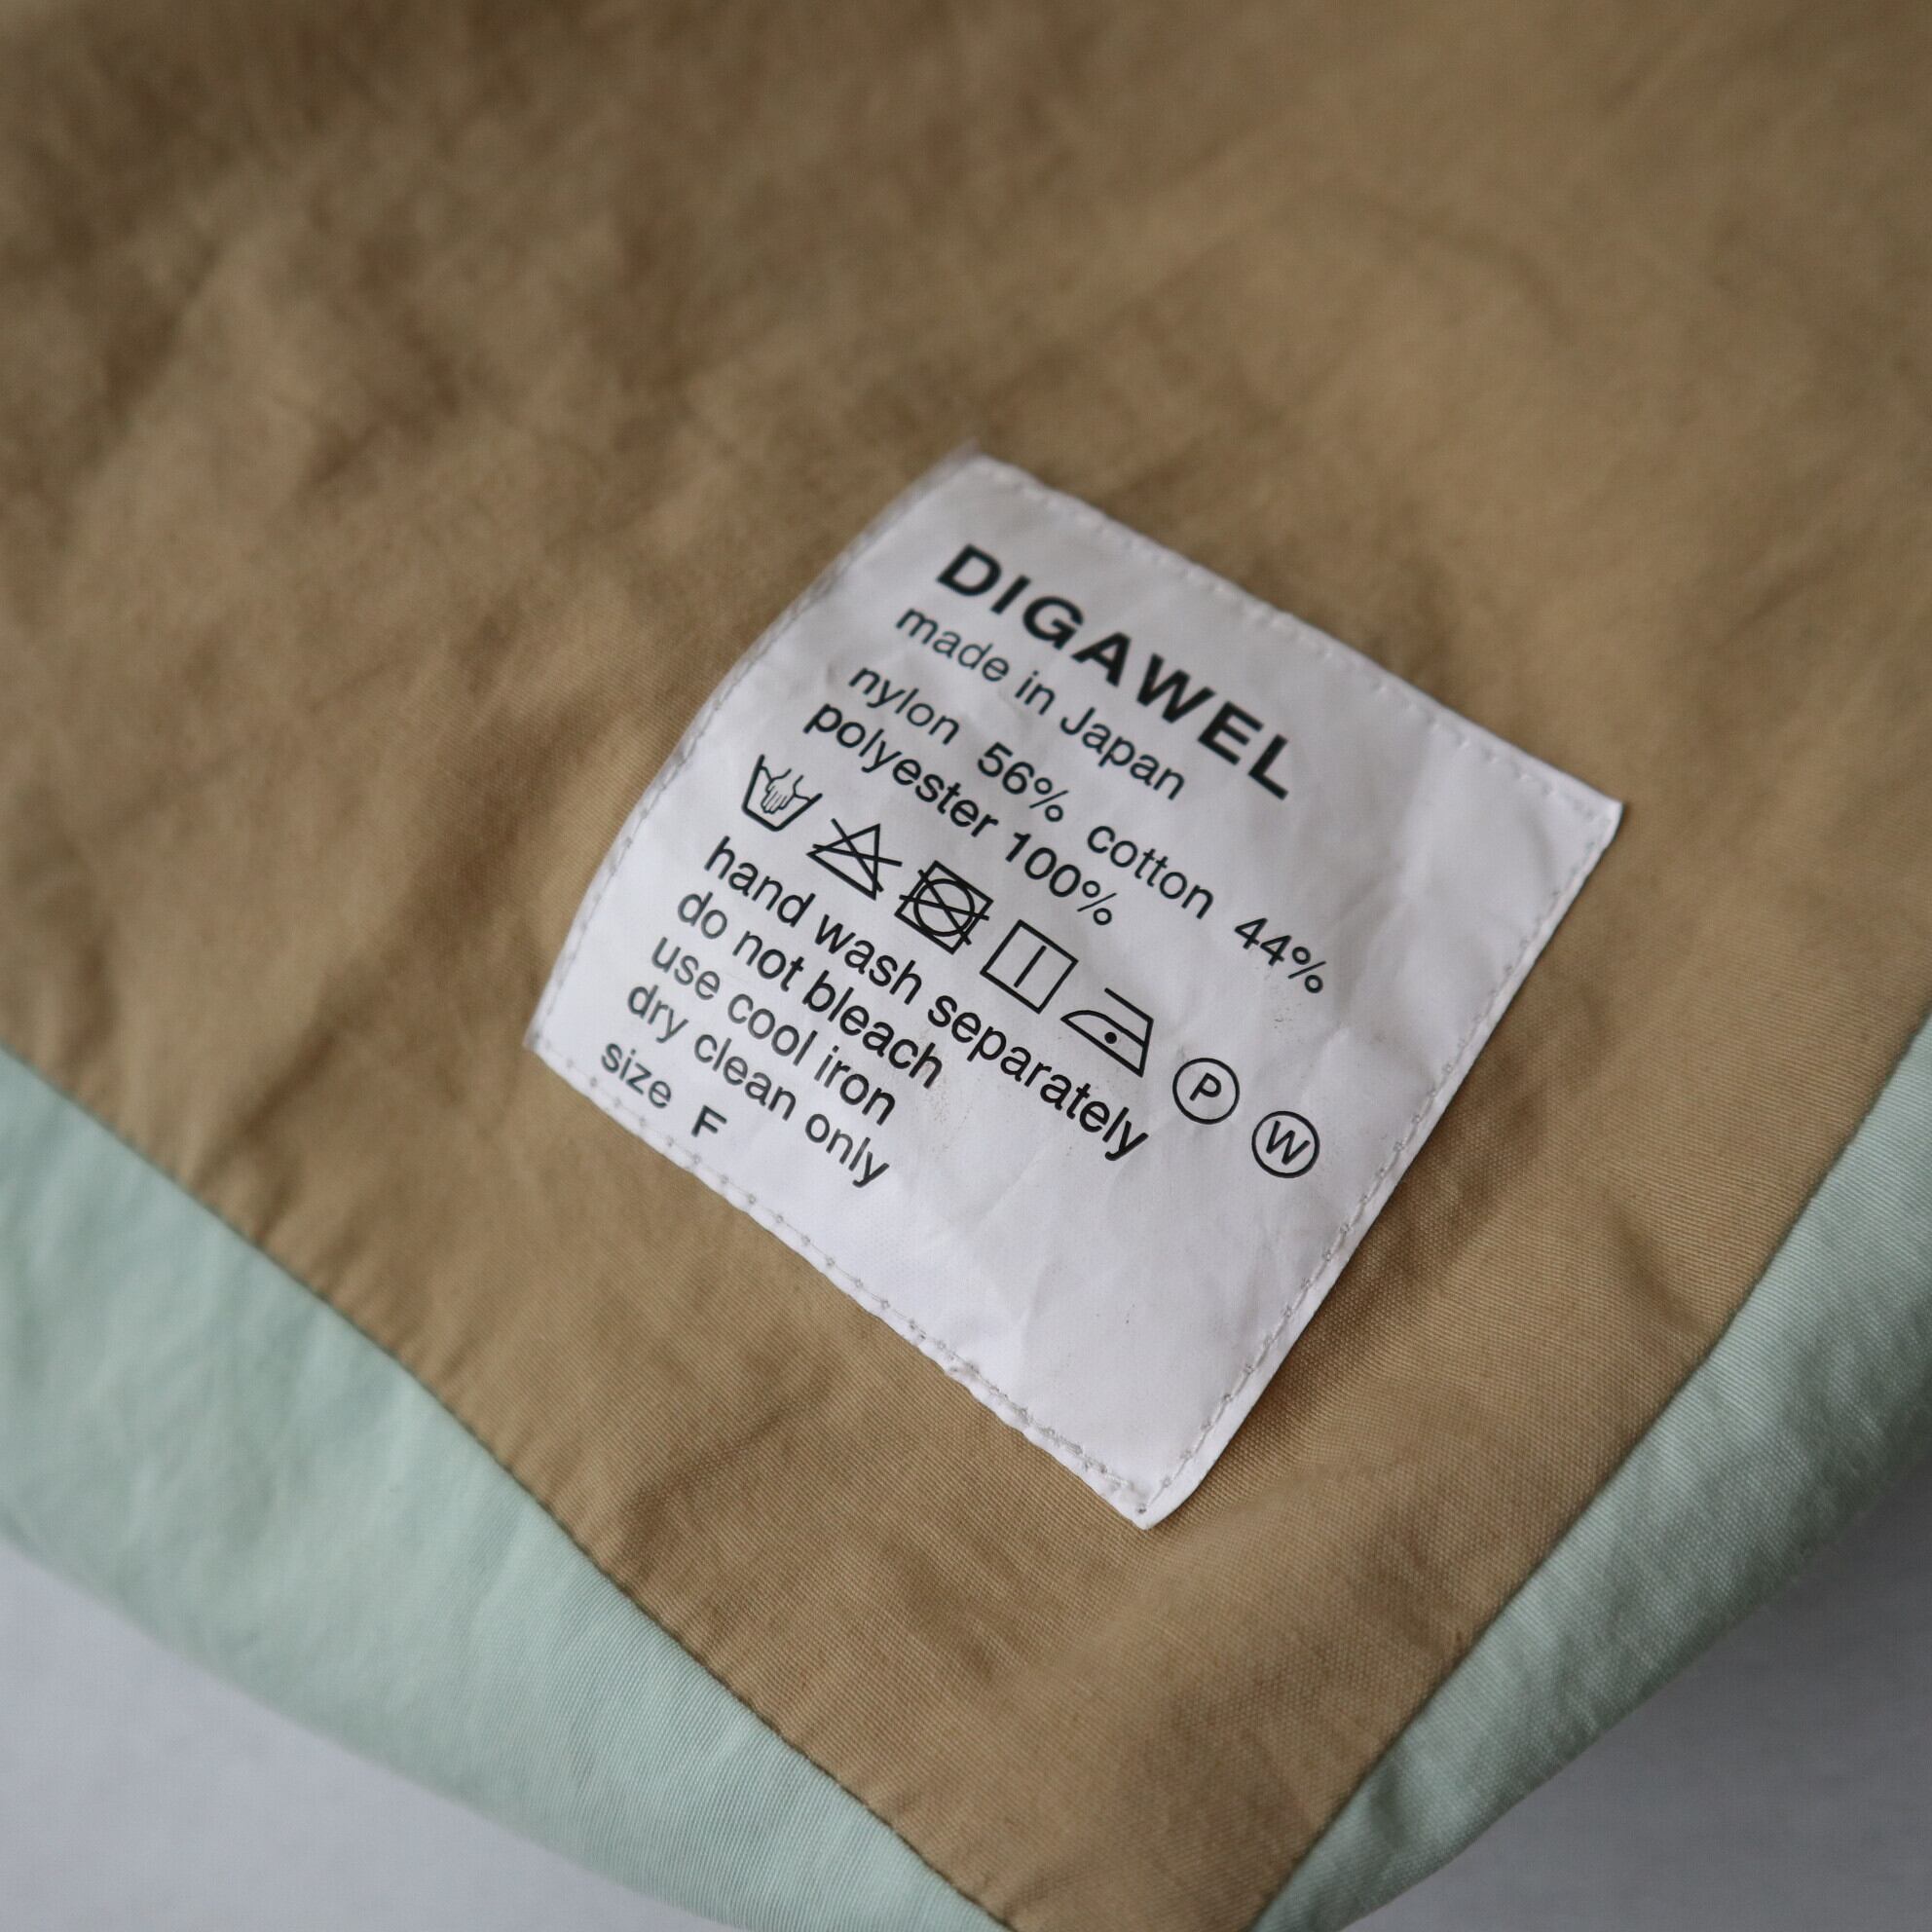 DIGAWEL
made in Japan
nylon 56% cotton 44%
polyester 100%
P W
hand wash separately
do not bleach
use cool iron
dry clean only
size F